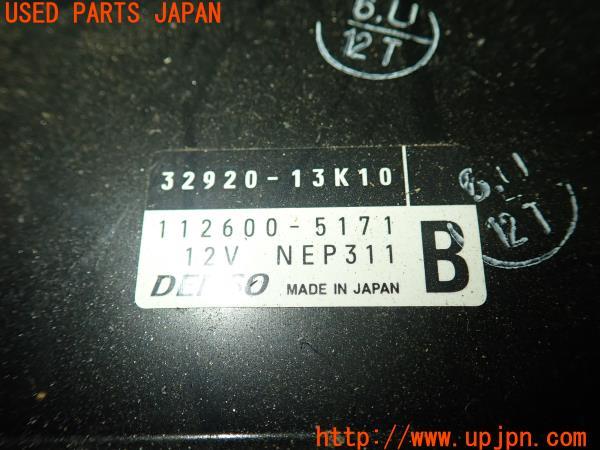 USED PARTS JAPAN
6.U
12T
32920-13K10
112600-5171
12V NEP311
B
DENSO MADE IN JAPAN
12T
http://www.upjpn.com/